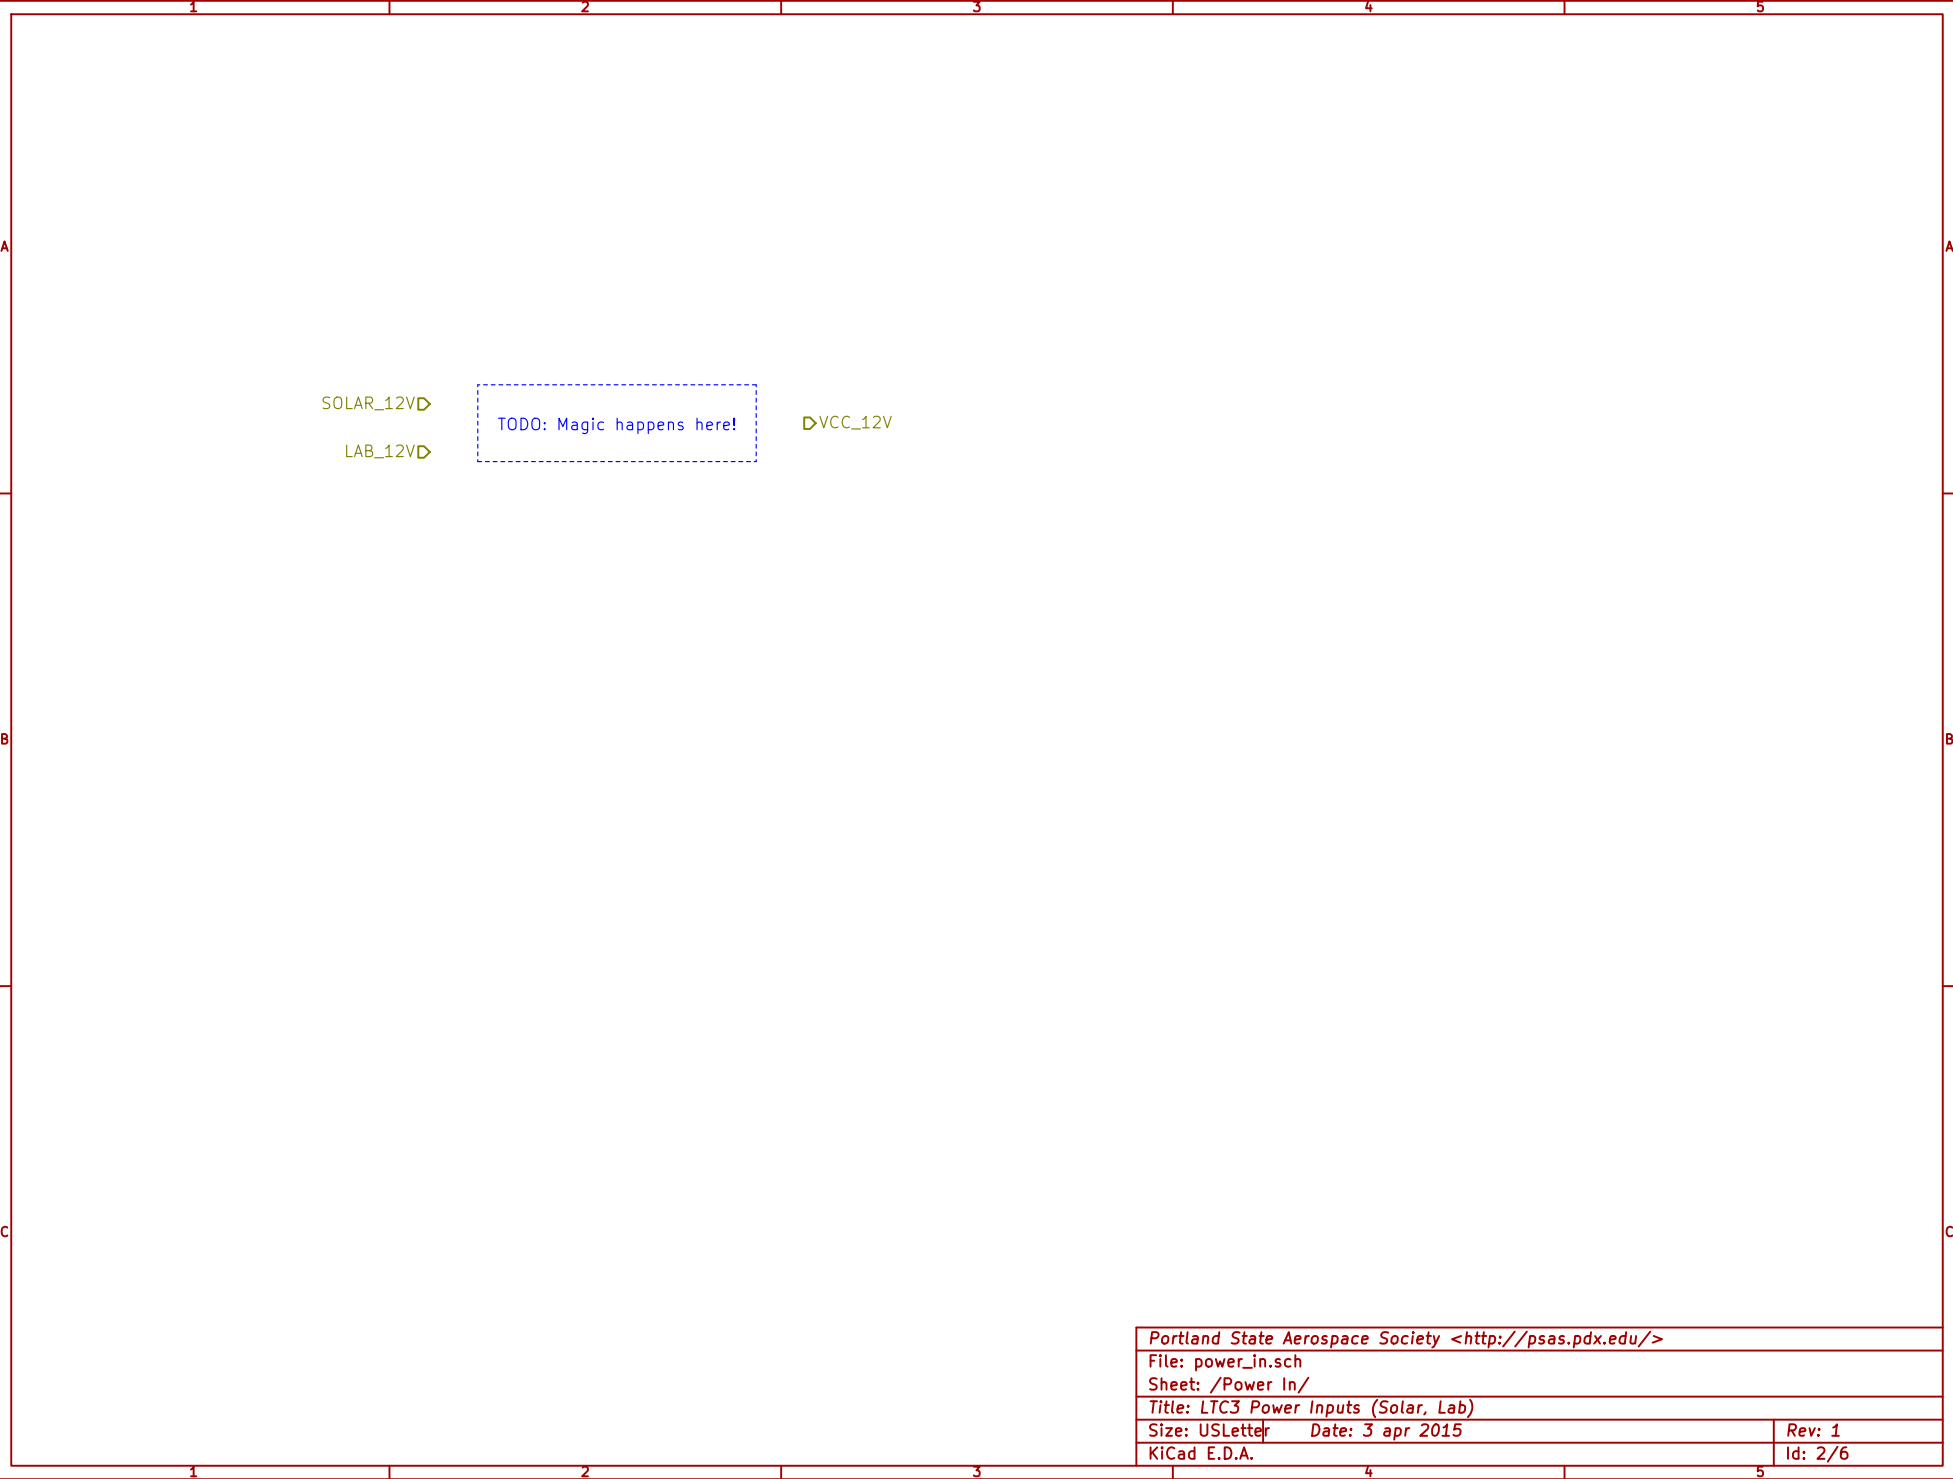 1 2 3 4 5
A A
SOLAR_12V
TODO: Magic happens here!
VCC_12V
LAB_12V
B B
C C
Portland State Aerospace Society <http://psas.pdx.edu/>
File: power_in.sch
Sheet: /Power In/
Title: LTC3 Power Inputs (Solar, Lab)
Size: USLetter Date: 3 apr 2015 Rev: 1
KiCad E.D.A. Id: 2/6
1 2 3 4 5